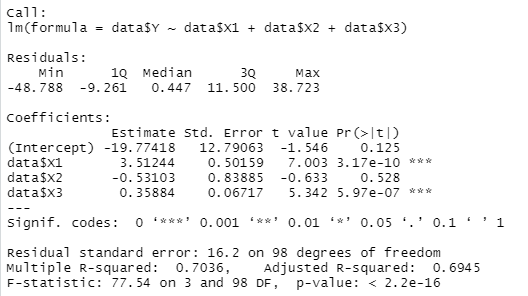 Call:
lm(formula = data$Y ~ data$X1 + data$X2 + data$X3)
Residuals:
Min 1Q Median 3Q Max
-48.788 -9.261 0.447 11.500 38.723
Coefficients:
Estimate Std. Error t value Pr(>|t|)
(Intercept) -19.77418 12.79063 -1.546 0.125
data$X1 3.51244 0.50159 7.003 3.17e-10 ***
data$X2 -0.53103 0.83885 -0.633 0.528
data$X3 0.35884 0.06717 5.342 5.97e-07 ***
---
Signif. codes: 0 ‘***’ 0.001 ‘**’ 0.01 ‘*’ 0.05 ‘.’ 0.1 ‘ ’ 1
Residual standard error: 16.2 on 98 degrees of freedom
Multiple R-squared: 0.7036, Adjusted R-squared: 0.6945
F-statistic: 77.54 on 3 and 98 DF, p-value: < 2.2e-16